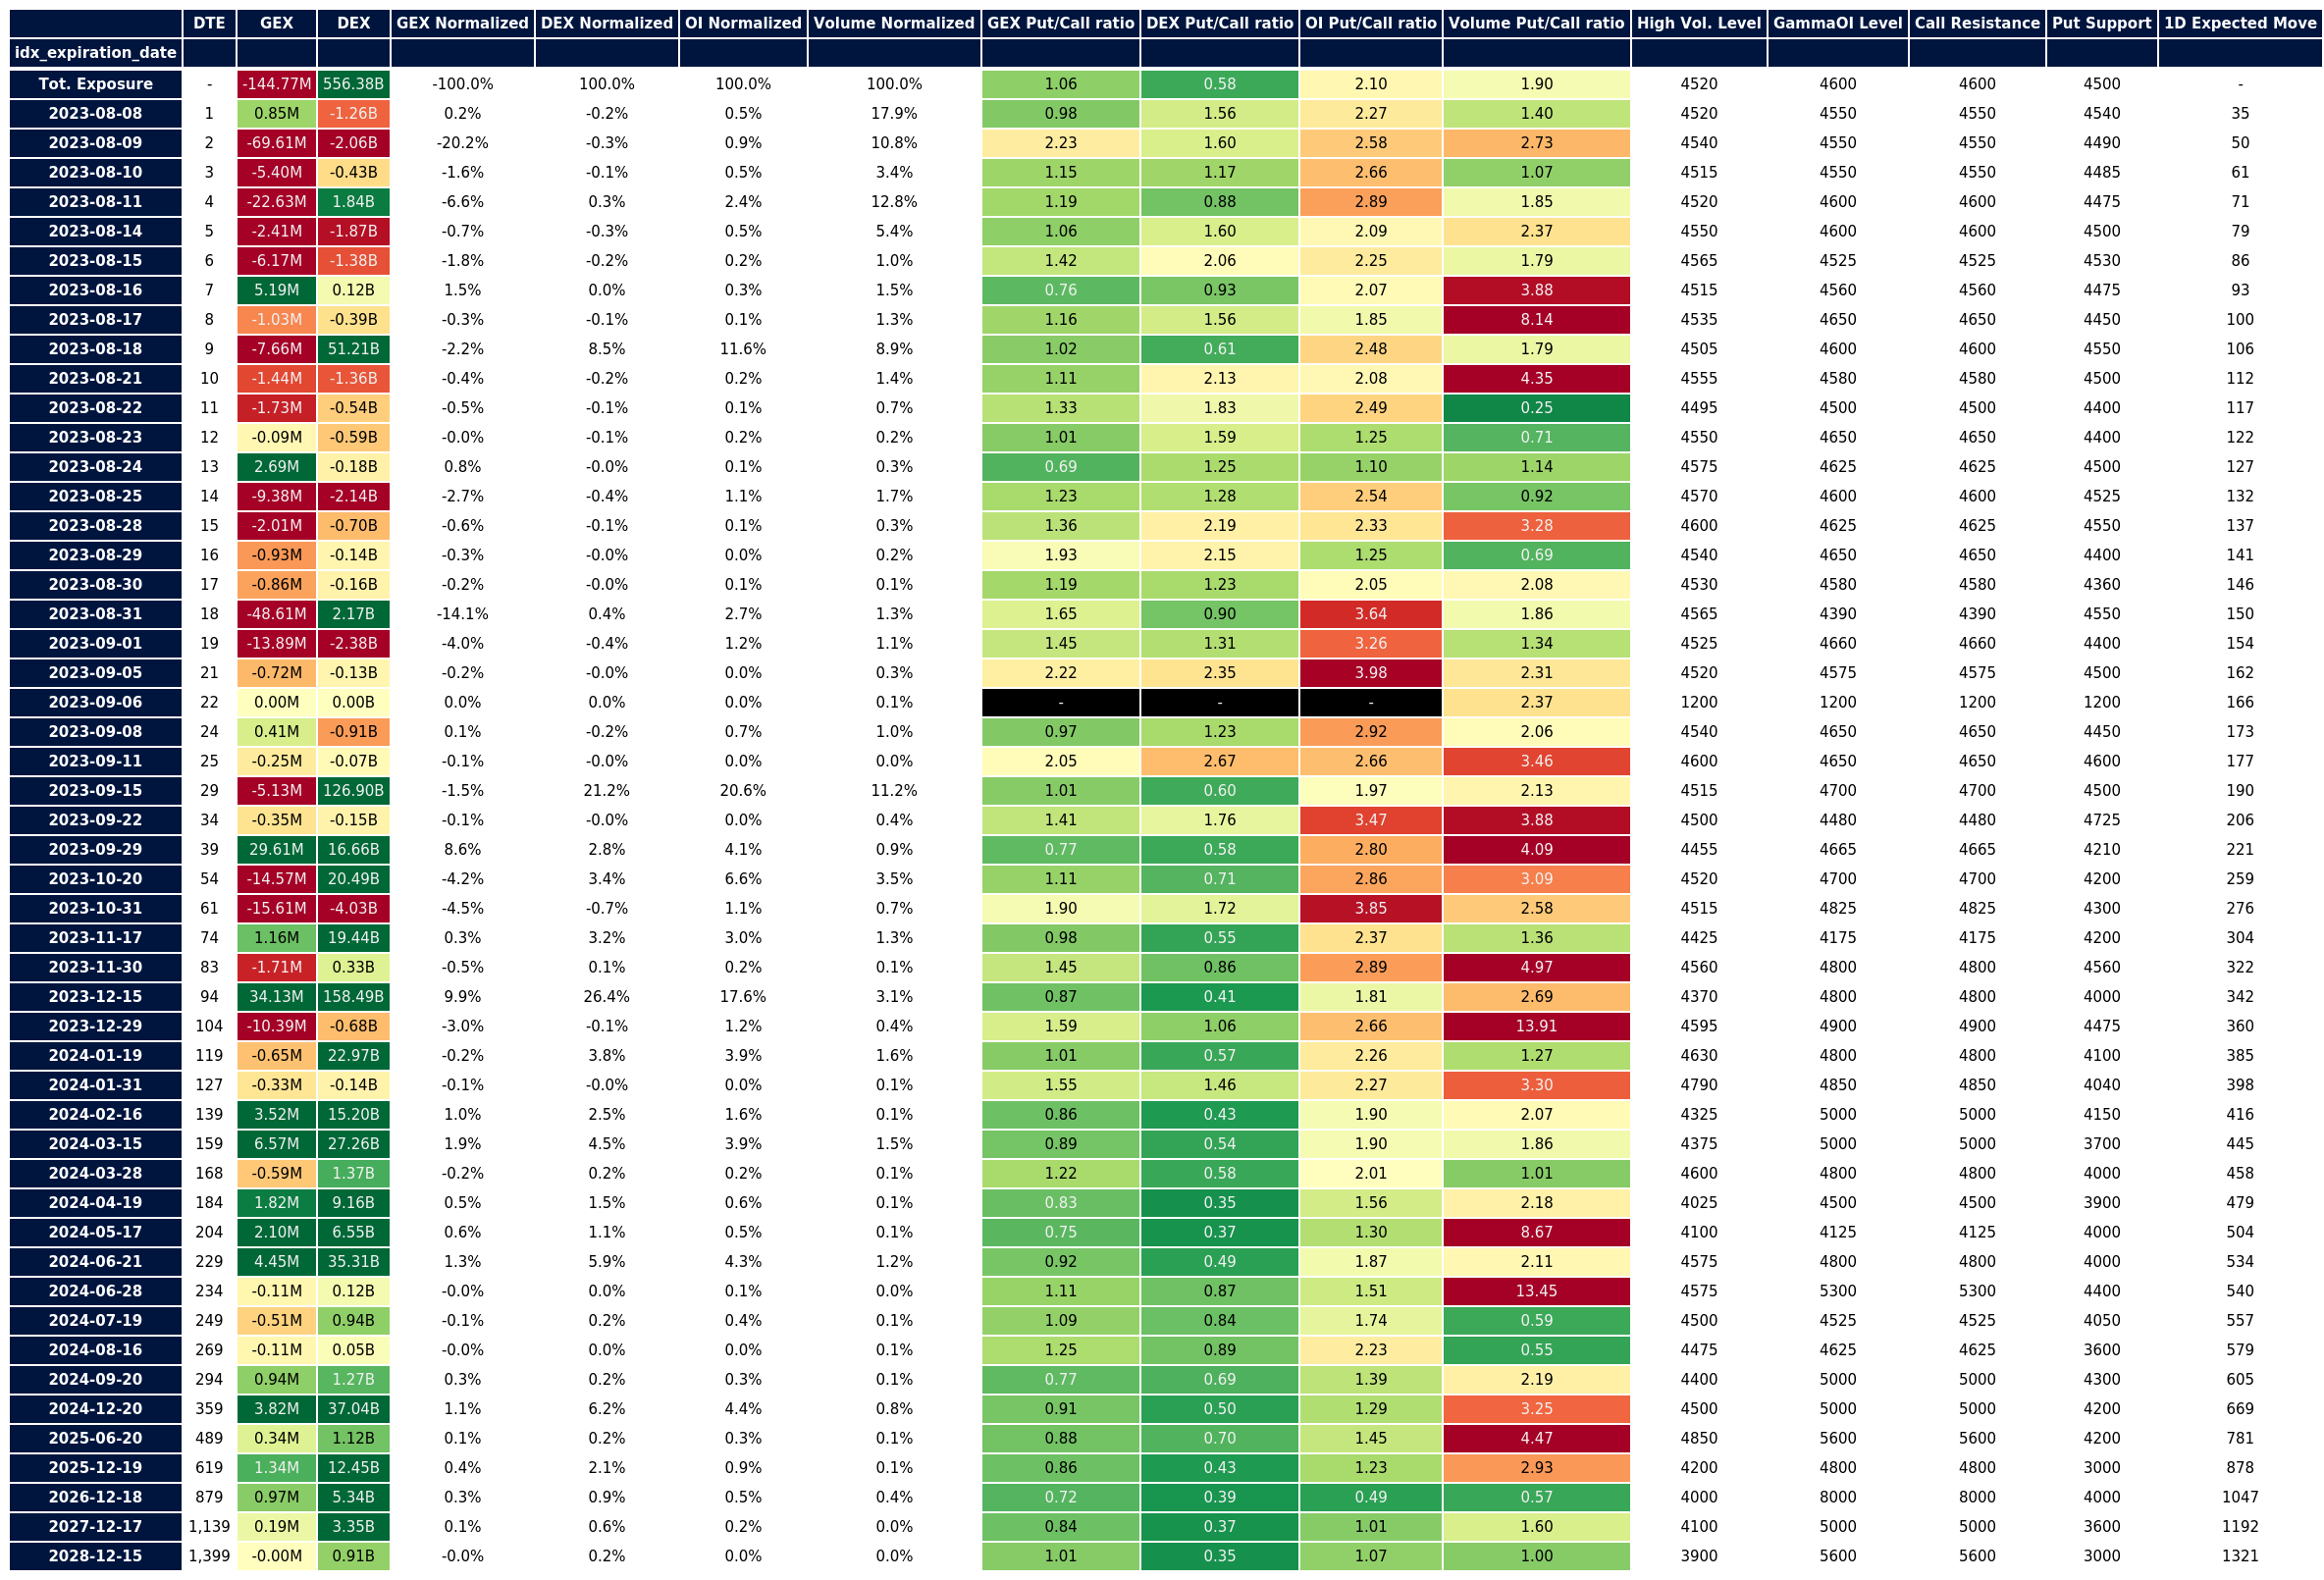 DTE GEX DEX GEX Normalized DEX Normalized OI Normalized Volume Normalized GEX Put/Call ratio DEX Put/Call ratio OI Put/Call ratio Volume Put/Call ratio High Vol. Level GammaOI Level Call Resistance Put Support 1D Expected Move
idx_expiration_date
Tot. Exposure - -144.77M 556.38B -100.0% 100.0% 100.0% 100.0% 1.06 0.58 2.10 1.90 4520 4600 4600 4500 -
2023-08-08 1 0.85M -1.26B 0.2% -0.2% 0.5% 17.9% 0.98 1.56 2.27 1.40 4520 4550 4550 4540 35
2023-08-09 2 -69.61M -2.06B -20.2% -0.3% 0.9% 10.8% 2.23 1.60 2.58 2.73 4540 4550 4550 4490 50
2023-08-10 3 -5.40M -0.43B -1.6% -0.1% 0.5% 3.4% 1.15 1.17 2.66 1.07 4515 4550 4550 4485 61
2023-08-11 4 -22.63M 1.84B -6.6% 0.3% 2.4% 12.8% 1.19 0.88 2.89 1.85 4520 4600 4600 4475 71
2023-08-14 5 -2.41M -1.87B -0.7% -0.3% 0.5% 5.4% 1.06 1.60 2.09 2.37 4550 4600 4600 4500 79
2023-08-15 6 -6.17M -1.38B -1.8% -0.2% 0.2% 1.0% 1.42 2.06 2.25 1.79 4565 4525 4525 4530 86
2023-08-16 7 5.19M 0.12B 1.5% 0.0% 0.3% 1.5% 0.76 0.93 2.07 3.88 4515 4560 4560 4475 93
2023-08-17 8 -1.03M -0.39B -0.3% -0.1% 0.1% 1.3% 1.16 1.56 1.85 8.14 4535 4650 4650 4450 100
2023-08-18 9 -7.66M 51.21B -2.2% 8.5% 11.6% 8.9% 1.02 0.61 2.48 1.79 4505 4600 4600 4550 106
2023-08-21 10 -1.44M -1.36B -0.4% -0.2% 0.2% 1.4% 1.11 2.13 2.08 4.35 4555 4580 4580 4500 112
2023-08-22 11 -1.73M -0.54B -0.5% -0.1% 0.1% 0.7% 1.33 1.83 2.49 0.25 4495 4500 4500 4400 117
2023-08-23 12 -0.09M -0.59B -0.0% -0.1% 0.2% 0.2% 1.01 1.59 1.25 0.71 4550 4650 4650 4400 122
2023-08-24 13 2.69M -0.18B 0.8% -0.0% 0.1% 0.3% 0.69 1.25 1.10 1.14 4575 4625 4625 4500 127
2023-08-25 14 -9.38M -2.14B -2.7% -0.4% 1.1% 1.7% 1.23 1.28 2.54 0.92 4570 4600 4600 4525 132
2023-08-28 15 -2.01M -0.70B -0.6% -0.1% 0.1% 0.3% 1.36 2.19 2.33 3.28 4600 4625 4625 4550 137
2023-08-29 16 -0.93M -0.14B -0.3% -0.0% 0.0% 0.2% 1.93 2.15 1.25 0.69 4540 4650 4650 4400 141
2023-08-30 17 -0.86M -0.16B -0.2% -0.0% 0.1% 0.1% 1.19 1.23 2.05 2.08 4530 4580 4580 4360 146
2023-08-31 18 -48.61M 2.17B -14.1% 0.4% 2.7% 1.3% 1.65 0.90 3.64 1.86 4565 4390 4390 4550 150
2023-09-01 19 -13.89M -2.38B -4.0% -0.4% 1.2% 1.1% 1.45 1.31 3.26 1.34 4525 4660 4660 4400 154
2023-09-05 21 -0.72M -0.13B -0.2% -0.0% 0.0% 0.3% 2.22 2.35 3.98 2.31 4520 4575 4575 4500 162
2023-09-06 22 0.00M 0.00B 0.0% 0.0% 0.0% 0.1% - - - 2.37 1200 1200 1200 1200 166
2023-09-08 24 0.41M -0.91B 0.1% -0.2% 0.7% 1.0% 0.97 1.23 2.92 2.06 4540 4650 4650 4450 173
2023-09-11 25 -0.25M -0.07B -0.1% -0.0% 0.0% 0.0% 2.05 2.67 2.66 3.46 4600 4650 4650 4600 177
2023-09-15 29 -5.13M 126.90B -1.5% 21.2% 20.6% 11.2% 1.01 0.60 1.97 2.13 4515 4700 4700 4500 190
2023-09-22 34 -0.35M -0.15B -0.1% -0.0% 0.0% 0.4% 1.41 1.76 3.47 3.88 4500 4480 4480 4725 206
2023-09-29 39 29.61M 16.66B 8.6% 2.8% 4.1% 0.9% 0.77 0.58 2.80 4.09 4455 4665 4665 4210 221
2023-10-20 54 -14.57M 20.49B -4.2% 3.4% 6.6% 3.5% 1.11 0.71 2.86 3.09 4520 4700 4700 4200 259
2023-10-31 61 -15.61M -4.03B -4.5% -0.7% 1.1% 0.7% 1.90 1.72 3.85 2.58 4515 4825 4825 4300 276
2023-11-17 74 1.16M 19.44B 0.3% 3.2% 3.0% 1.3% 0.98 0.55 2.37 1.36 4425 4175 4175 4200 304
2023-11-30 83 -1.71M 0.33B -0.5% 0.1% 0.2% 0.1% 1.45 0.86 2.89 4.97 4560 4800 4800 4560 322
2023-12-15 94 34.13M 158.49B 9.9% 26.4% 17.6% 3.1% 0.87 0.41 1.81 2.69 4370 4800 4800 4000 342
2023-12-29 104 -10.39M -0.68B -3.0% -0.1% 1.2% 0.4% 1.59 1.06 2.66 13.91 4595 4900 4900 4475 360
2024-01-19 119 -0.65M 22.97B -0.2% 3.8% 3.9% 1.6% 1.01 0.57 2.26 1.27 4630 4800 4800 4100 385
2024-01-31 127 -0.33M -0.14B -0.1% -0.0% 0.0% 0.1% 1.55 1.46 2.27 3.30 4790 4850 4850 4040 398
2024-02-16 139 3.52M 15.20B 1.0% 2.5% 1.6% 0.1% 0.86 0.43 1.90 2.07 4325 5000 5000 4150 416
2024-03-15 159 6.57M 27.26B 1.9% 4.5% 3.9% 1.5% 0.89 0.54 1.90 1.86 4375 5000 5000 3700 445
2024-03-28 168 -0.59M 1.37B -0.2% 0.2% 0.2% 0.1% 1.22 0.58 2.01 1.01 4600 4800 4800 4000 458
2024-04-19 184 1.82M 9.16B 0.5% 1.5% 0.6% 0.1% 0.83 0.35 1.56 2.18 4025 4500 4500 3900 479
2024-05-17 204 2.10M 6.55B 0.6% 1.1% 0.5% 0.1% 0.75 0.37 1.30 8.67 4100 4125 4125 4000 504
2024-06-21 229 4.45M 35.31B 1.3% 5.9% 4.3% 1.2% 0.92 0.49 1.87 2.11 4575 4800 4800 4000 534
2024-06-28 234 -0.11M 0.12B -0.0% 0.0% 0.1% 0.0% 1.11 0.87 1.51 13.45 4575 5300 5300 4400 540
2024-07-19 249 -0.51M 0.94B -0.1% 0.2% 0.4% 0.1% 1.09 0.84 1.74 0.59 4500 4525 4525 4050 557
2024-08-16 269 -0.11M 0.05B -0.0% 0.0% 0.0% 0.1% 1.25 0.89 2.23 0.55 4475 4625 4625 3600 579
2024-09-20 294 0.94M 1.27B 0.3% 0.2% 0.3% 0.1% 0.77 0.69 1.39 2.19 4400 5000 5000 4300 605
2024-12-20 359 3.82M 37.04B 1.1% 6.2% 4.4% 0.8% 0.91 0.50 1.29 3.25 4500 5000 5000 4200 669
2025-06-20 489 0.34M 1.12B 0.1% 0.2% 0.3% 0.1% 0.88 0.70 1.45 4.47 4850 5600 5600 4200 781
2025-12-19 619 1.34M 12.45B 0.4% 2.1% 0.9% 0.1% 0.86 0.43 1.23 2.93 4200 4800 4800 3000 878
2026-12-18 879 0.97M 5.34B 0.3% 0.9% 0.5% 0.4% 0.72 0.39 0.49 0.57 4000 8000 8000 4000 1047
2027-12-17 1,139 0.19M 3.35B 0.1% 0.6% 0.2% 0.0% 0.84 0.37 1.01 1.60 4100 5000 5000 3600 1192
2028-12-15 1,399 -0.00M 0.91B -0.0% 0.2% 0.0% 0.0% 1.01 0.35 1.07 1.00 3900 5600 5600 3000 1321